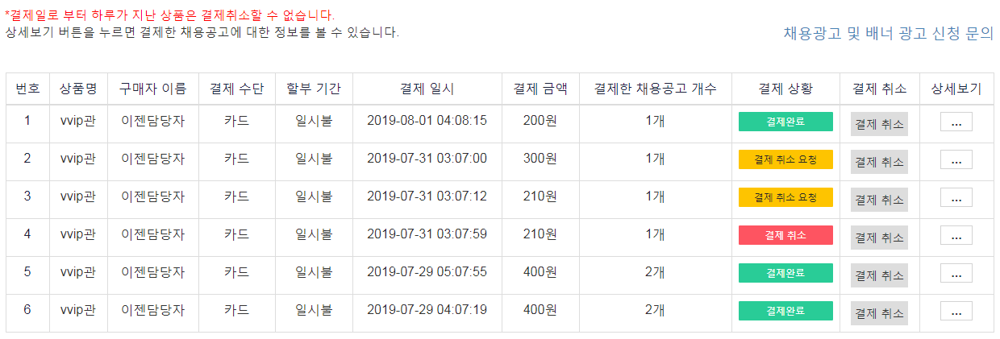 *결제일로 부터 하루가 지난 상품은 결제취소할 수 없습니다.
상세보기 버튼을 누르면 결제한 채용공고에 대한 정보를 볼 수 있습니다.
채용광고 및 배너 광고 신청 문의
번호 상품명 구매자 이름 결제 수단 할부 기간 결제 일시 결제 금액 결제한 채용공고 개수 결제 상황 결제 취소 상세보기
1 vvip관 이젠담당자 카드 일시불 2019-08-01 04:08:15 200원 1개 결제완료 결제 취소 ...
2 vvip관 이젠담당자 카드 일시불 2019-07-31 03:07:00 300원 1개 결제 취소 요청 결제 취소 ...
3 vvip관 이젠담당자 카드 일시불 2019-07-31 03:07:12 210원 1개 결제 취소 요청 결제 취소 ...
4 vvip관 이젠담당자 카드 일시불 2019-07-31 03:07:59 210원 1개 결제 취소 결제 취소 ...
5 vvip관 이젠담당자 카드 일시불 2019-07-29 05:07:55 400원 2개 결제완료 결제 취소 ...
6 vvip관 이젠담당자 카드 일시불 2019-07-29 04:07:19 400원 2개 결제완료 결제 취소 ...